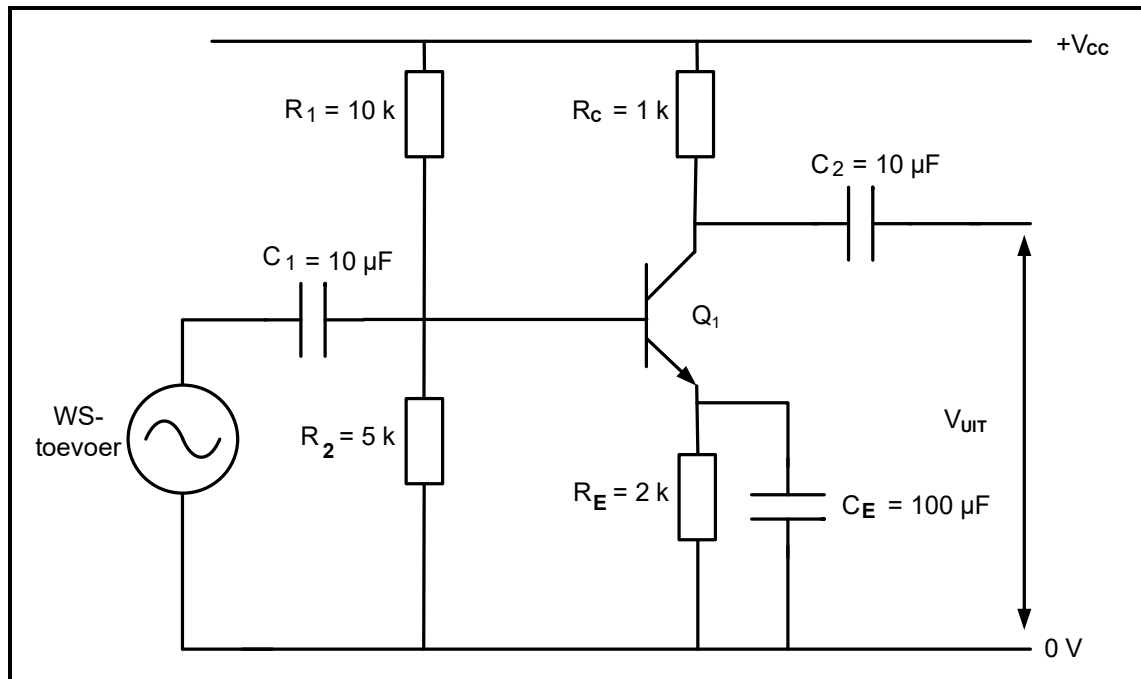 +VCC
R1 = 10 k
RC = 1 k
C2 = 10 µF
C1 = 10 µF
Q1
WS-
toevoer
R2 = 5 k
VUIT
RE = 2 k
CE = 100 µF
0 V